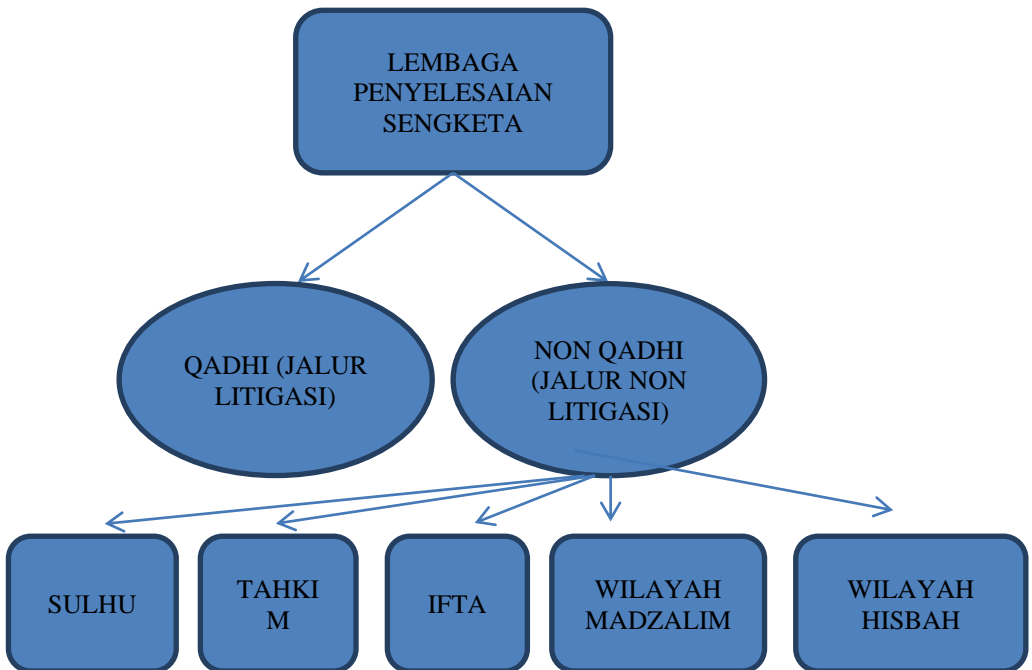 LEMBAGA
PENYELESAIAN
SENGKETA
QADHI (JALUR
LITIGASI)
NON QADHI
(JALUR NON
LITIGASI)
SULHU
TAHKI
M
IFTA
WILAYAH
MADZALIM
WILAYAH
HISBAH